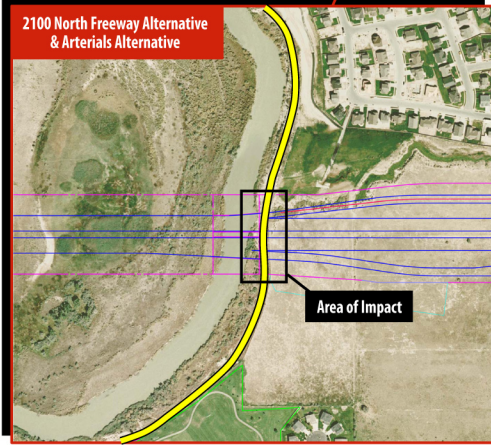 2100 North Freeway Alternative
& Arterials Alternative
Area of Impact